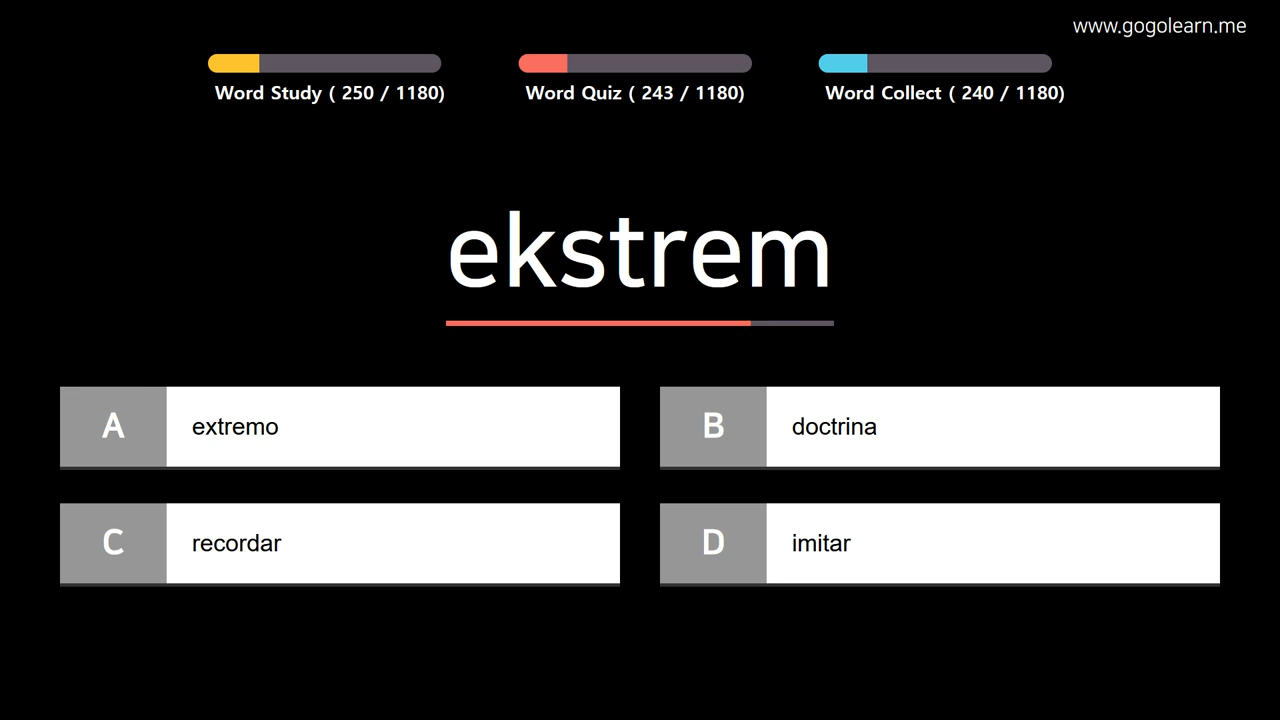 www.gogolearn.me
Word Study ( 250 / 1180)
Word Quiz ( 243 / 1180)
Word Collect ( 240 / 1180)
ekstrem
A extremo
B doctrina
C recordar
D imitar